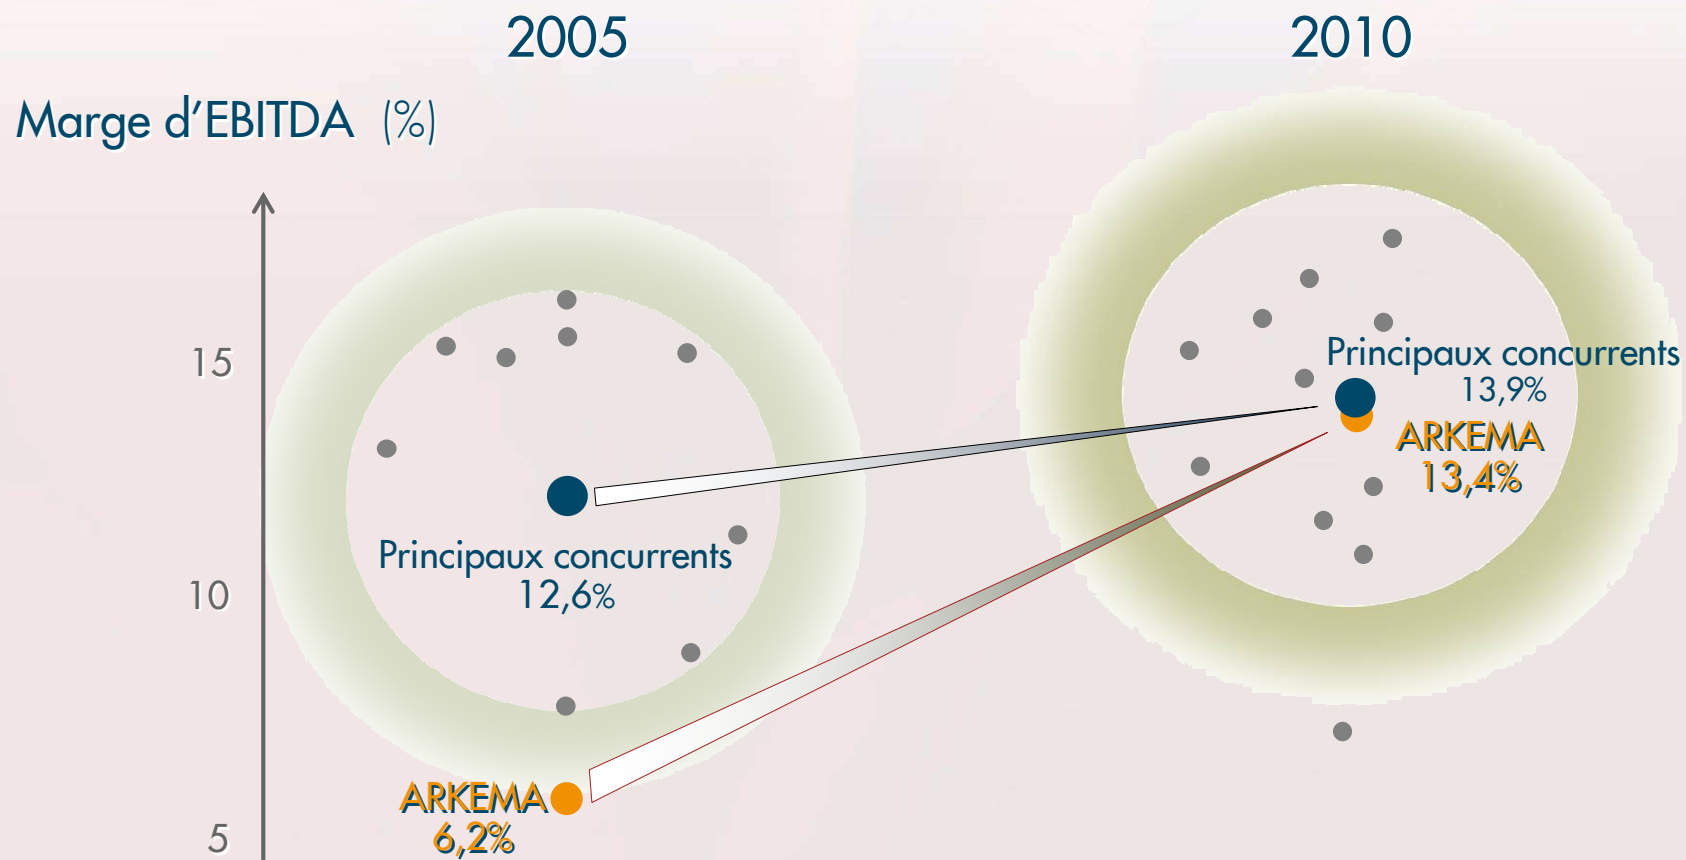 2005
2010
Marge d'EBITDA (%)
15
10
5
Principaux concurrents
12,6%
ARKEMA
6,2%
Principaux concurrents
13,9%
ARKEMA
13,4%